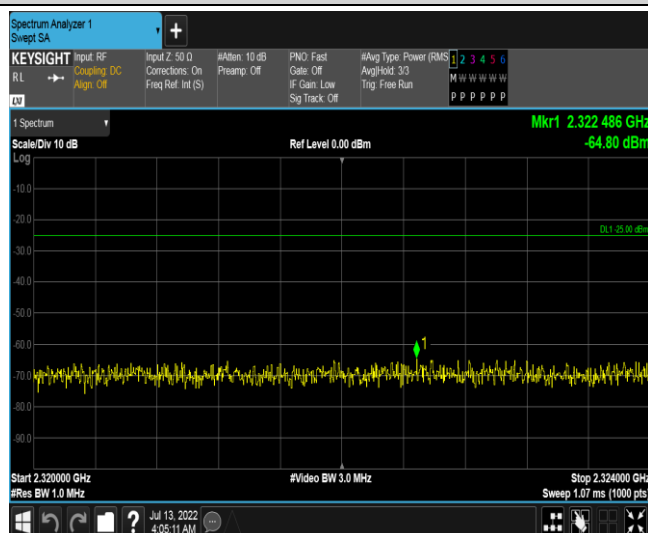 Spectrum Analyzer 1
Swept SA
+
KEYSIGHT
RL
LXI
Input: RF
Coupling: DC
Align: Off
Input Z: 50 Ω
Corrections: On
Freq Ref: Int (S)
#Atten: 10 dB
Preamp: Off
PNO: Fast
Gate: Off
IF Gain: Low
Sig Track: Off
#Avg Type: Power (RMS
Avg|Hold: 3/3
Trig: Free Run
1 2 3 4 5 6
M W W W W W
P P P P P P
1 Spectrum
Mkr1 2.322 486 GHz
Scale/Div 10 dB
Ref Level 0.00 dBm
-64.80 dBm
Log
-10.0
-20.0
DL1 -25.00 dBm
-30.0
-40.0
-50.0
-60.0
1
-70.0
-80.0
-90.0
Start 2.320000 GHz
#Video BW 3.0 MHz
Stop 2.324000 GHz
#Res BW 1.0 MHz
Sweep 1.07 ms (1000 pts)
?
Jul 13, 2022
4:05:11 AM